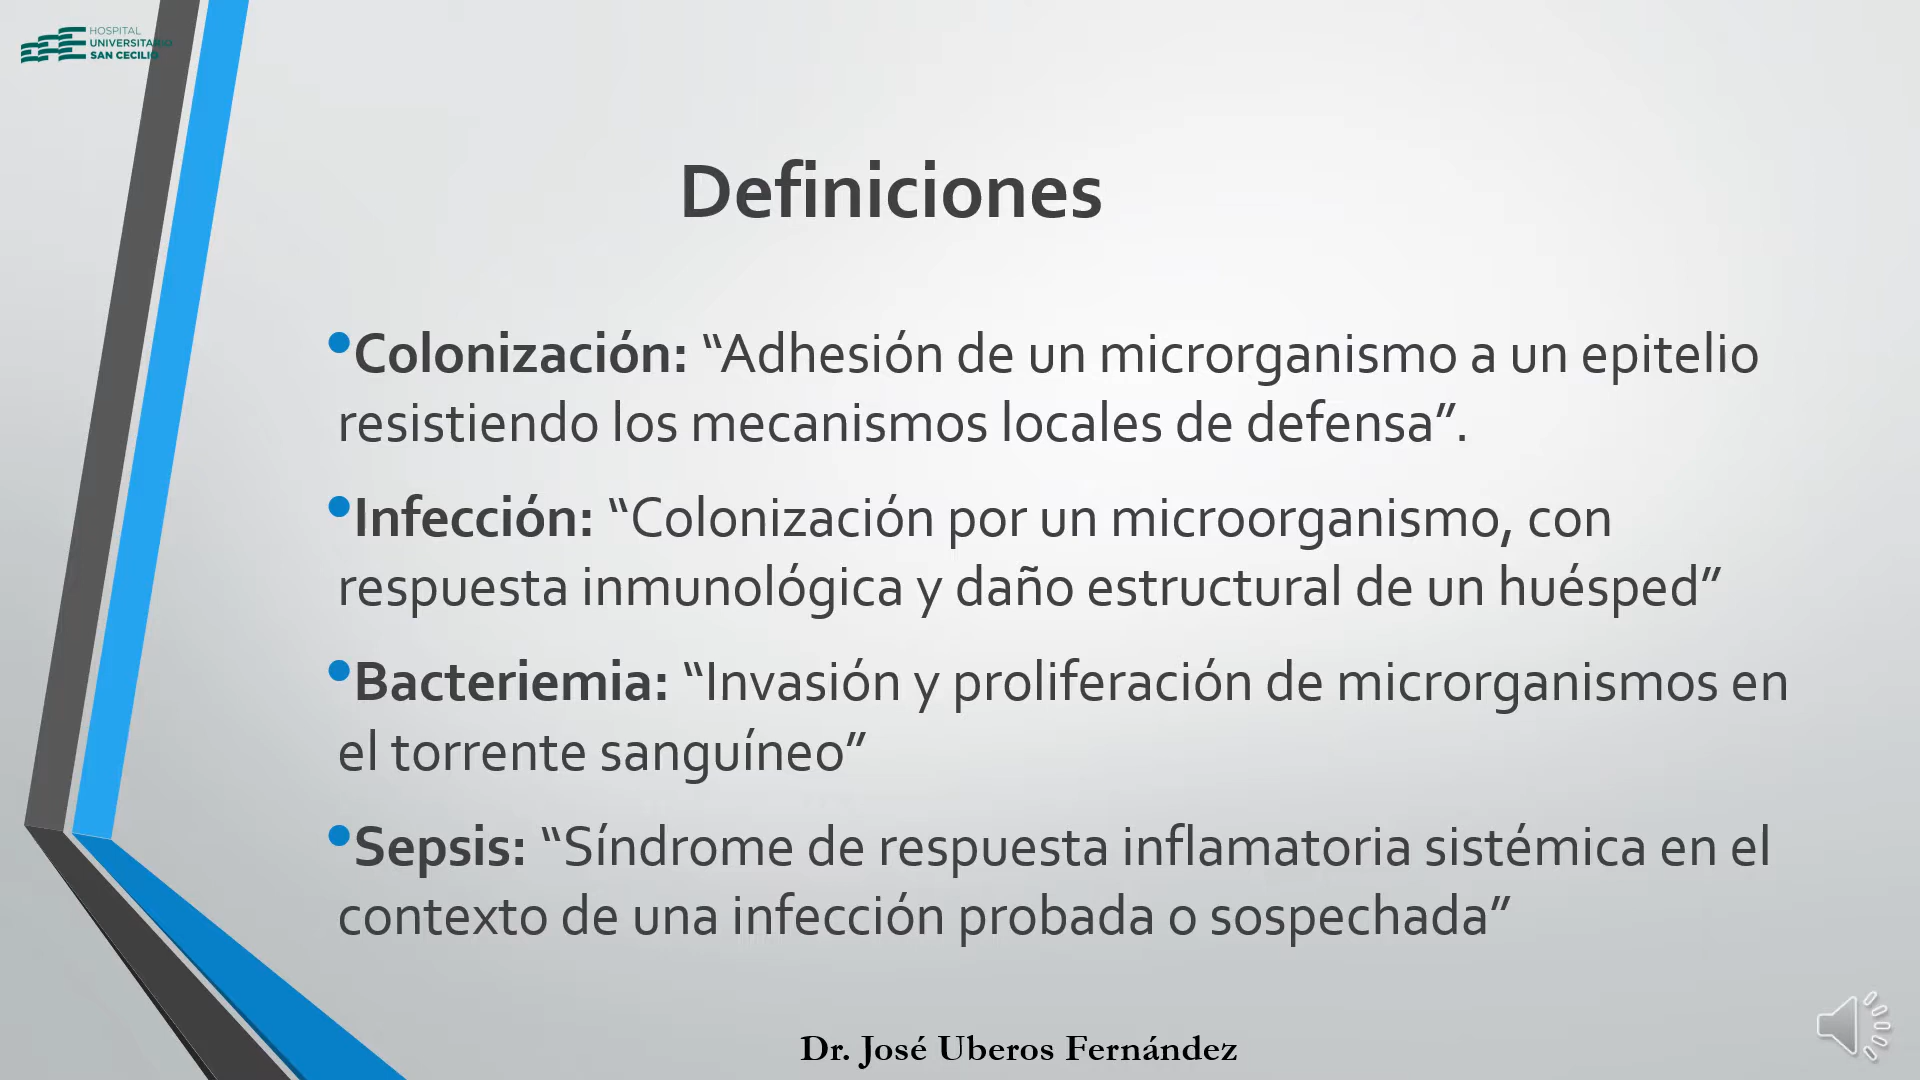 HOSPITAL
UNIVERSITARIO
SAN CECILIO
Definiciones
•Colonización: “Adhesión de un microrganismo a un epitelio
resistiendo los mecanismos locales de defensa”.
•Infección: “Colonización por un microorganismo, con
respuesta inmunológica y daño estructural de un huésped”
•Bacteriemia: “Invasión y proliferación de microrganismos en
el torrente sanguíneo”
•Sepsis: “Síndrome de respuesta inflamatoria sistémica en el
contexto de una infección probada o sospechada”
Dr. José Uberos Fernández